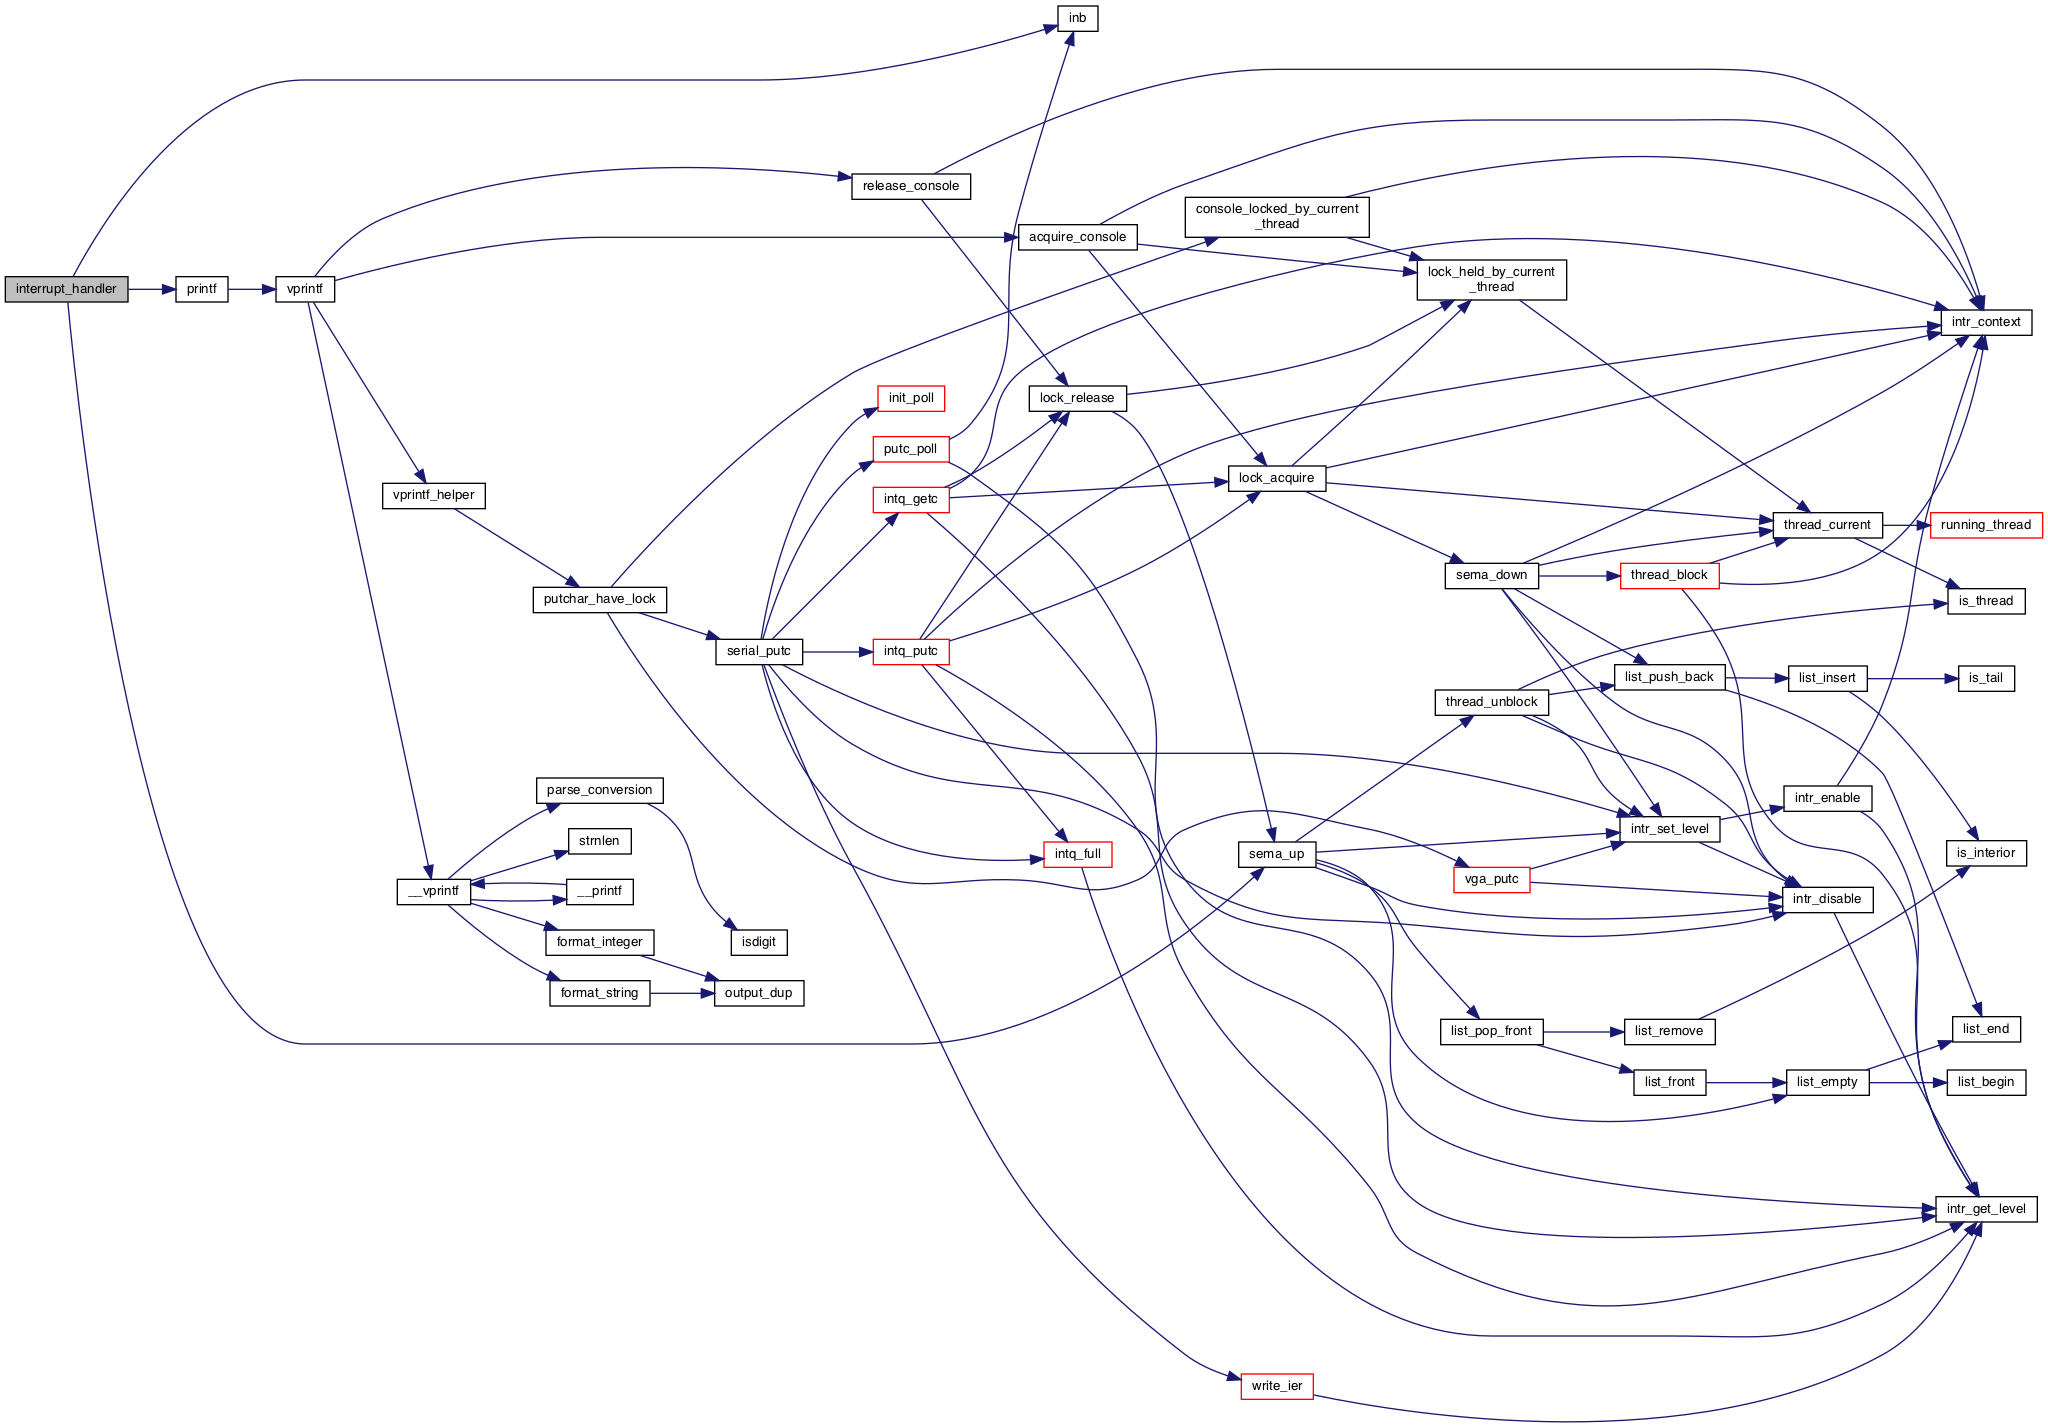 inb
interrupt_handler
printf
vprintf
release_console
acquire_console
console_locked_by_current
_thread
lock_held_by_current
_thread
intr_context
init_poll
lock_release
putc_poll
vprintf_helper
intq_getc
lock_acquire
thread_current
running_thread
sema_down
thread_block
is_thread
putchar_have_lock
serial_putc
intq_putc
list_push_back
list_insert
is_tail
thread_unblock
parse_conversion
intr_enable
strnlen
intr_set_level
intq_full
sema_up
is_interior
vga_putc
__vprintf
__printf
intr_disable
format_integer
isdigit
format_string
output_dup
list_pop_front
list_remove
list_end
list_front
list_empty
list_begin
intr_get_level
write_ier